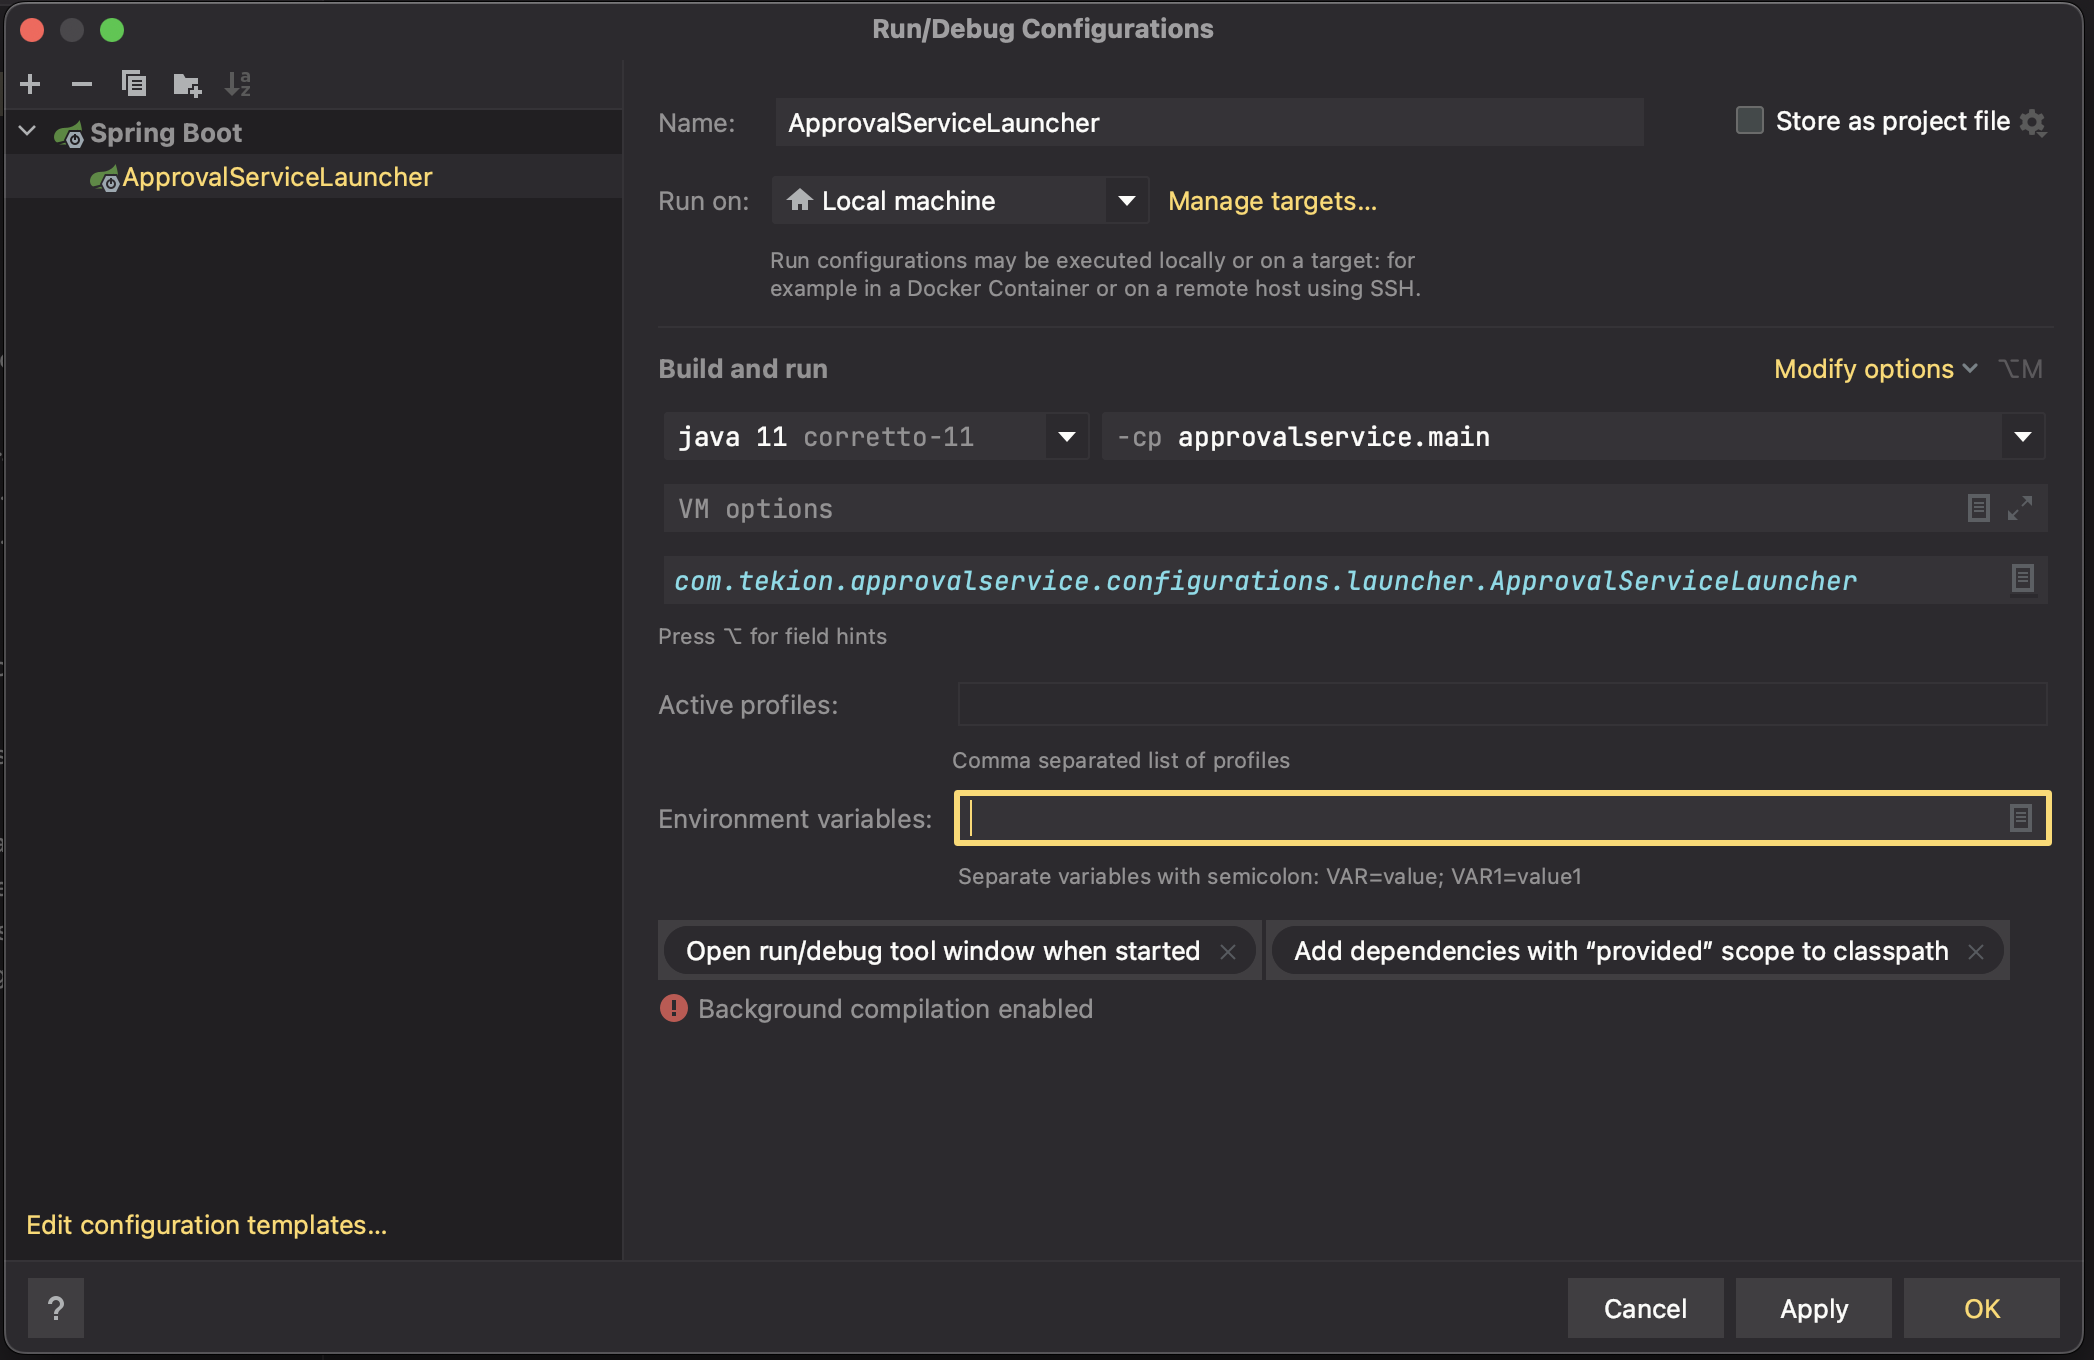 Run/Debug Configurations
Spring Boot
ApprovalServiceLauncher
Edit configuration templates...
Name: ApprovalServiceLauncher
Store as project file
Run on: Local machine
Manage targets...
Run configurations may be executed locally or on a target: for
example in a Docker Container or on a remote host using SSH.
Build and run
Modify options ⌥M
java 11 corretto-11
-cp approvalservice.main
VM options
com.tekion.approvalservice.configurations.launcher.ApprovalServiceLauncher
Press ⌥ for field hints
Active profiles:
Comma separated list of profiles
Environment variables:
Separate variables with semicolon: VAR=value; VAR1=value1
Open run/debug tool window when started ×
Add dependencies with “provided” scope to classpath ×
Background compilation enabled
?
Cancel
Apply
OK